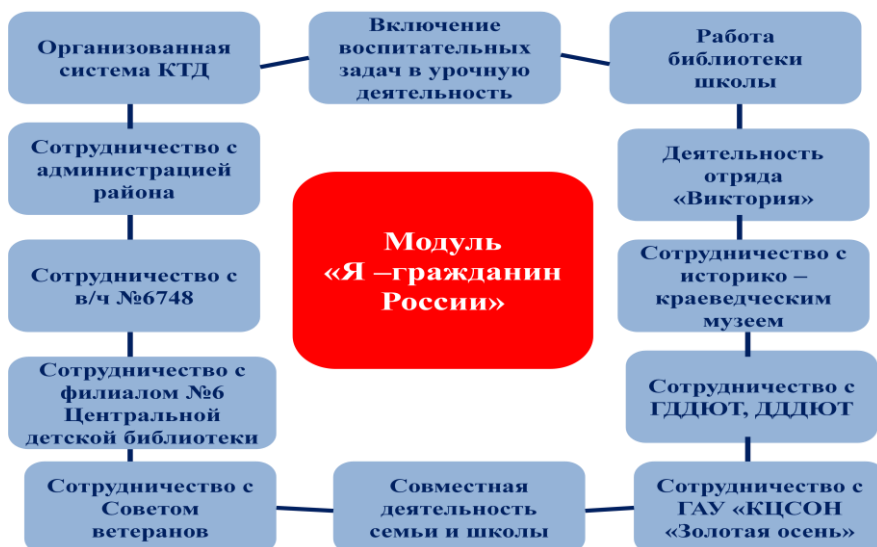 Организованная
система КТД
Включение
воспитательных
задач в урочную
деятельность
Работа
библиотеки
школы
Сотрудничество с
администрацией
района
Деятельность
отряда
«Виктория»
Модуль
«Я –гражданин
России»
Сотрудничество с
в/ч №6748
Сотрудничество с
историко –
краеведческим
музеем
Сотрудничество с
филиалом №6
Центральной
детской библиотеки
Сотрудничество с
ГДДЮТ, ДДДЮТ
Сотрудничество с
Советом
ветеранов
Совместная
деятельность
семьи и школы
Сотрудничество с
ГАУ «КЦСОН
«Золотая осень»